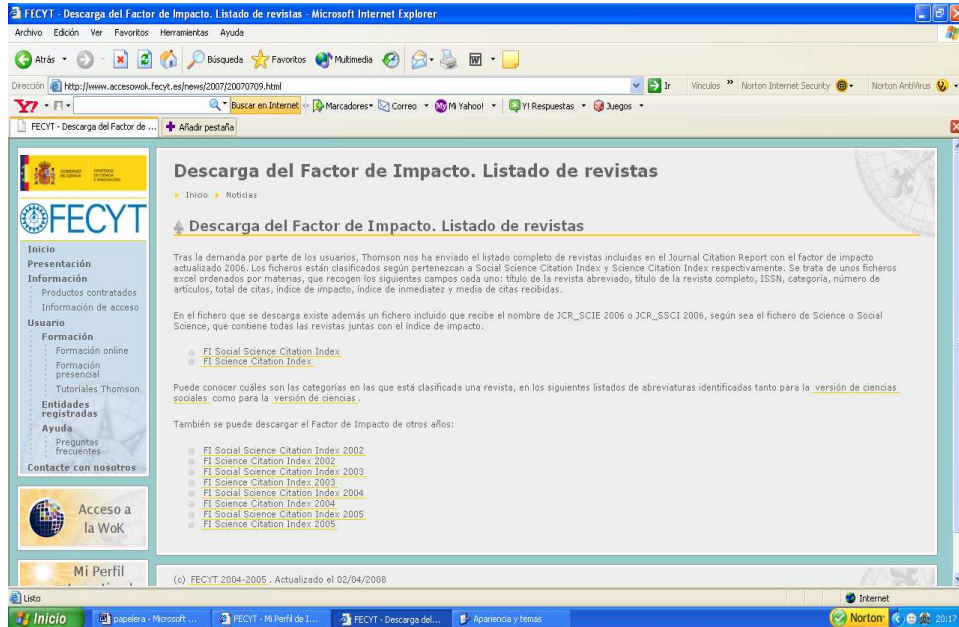 FECYT - Descarga del Factor de Impacto. Listado de revistas - Microsoft Internet Explorer
Archivo Edición Ver Favoritos Herramientas Ayuda
Atrás Búsqueda Favoritos Multimedia
Dirección http://www.accesowok.fecyt.es/news/2007/20070709.html Ir Vínculos » Norton Internet Security Norton AntiVirus
Y! Buscar en Internet Marcadores Correo Mi Yahoo! Y! Respuestas Juegos
FECYT - Descarga del Factor de ... Añadir pestaña
GOBIERNO DE ESPAÑA MINISTERIO DE CIENCIA E INNOVACIÓN
FECYT
Inicio
Presentación
Información
Productos contratados
Información de acceso
Usuario
Formación
Formación online
Formación
presencial
Tutoriales Thomson
Entidades
registradas
Ayuda
Preguntas
frecuentes
Contacte con nosotros
Acceso a
la WoK
Mi Perfil
Descarga del Factor de Impacto. Listado de revistas
Inicio Noticias
Descarga del Factor de Impacto. Listado de revistas
Tras la demanda por parte de los usuarios, Thomson nos ha enviado el listado completo de revistas incluidas en el Journal Citation Report con el factor de impacto
actualizado 2006. Los ficheros están clasificados según pertenezcan a Social Science Citation Index y Science Citation Index respectivamente. Se trata de unos ficheros
excel ordenados por materias, que recogen los siguientes campos cada uno: título de la revista abreviado, título de la revista completo, ISSN, categoría, número de
artículos, total de citas, índice de impacto, índice de inmediatez y media de citas recibidas.
En el fichero que se descarga existe además un fichero incluido que recibe el nombre de JCR_SCIE 2006 o JCR_SSCI 2006, según sea el fichero de Science o Social
Science, que contiene todas las revistas juntas con el índice de impacto.
FI Social Science Citation Index
FI Science Citation Index
Puede conocer cuáles son las categorías en las que está clasificada una revista, en los siguientes listados de abreviaturas identificadas tanto para la versión de ciencias
sociales como para la versión de ciencias .
También se puede descargar el Factor de Impacto de otros años:
FI Social Science Citation Index 2002
FI Science Citation Index 2002
FI Social Science Citation Index 2003
FI Science Citation Index 2003
FI Social Science Citation Index 2004
FI Science Citation Index 2004
FI Social Science Citation Index 2005
FI Science Citation Index 2005
(c) FECYT 2004-2005 . Actualizado el 02/04/2008
Listo Internet
Inicio papelera - Microsoft ... FECYT - Mi Perfil de I... FECYT - Descarga del... Apariencia y temas Norton 20:17